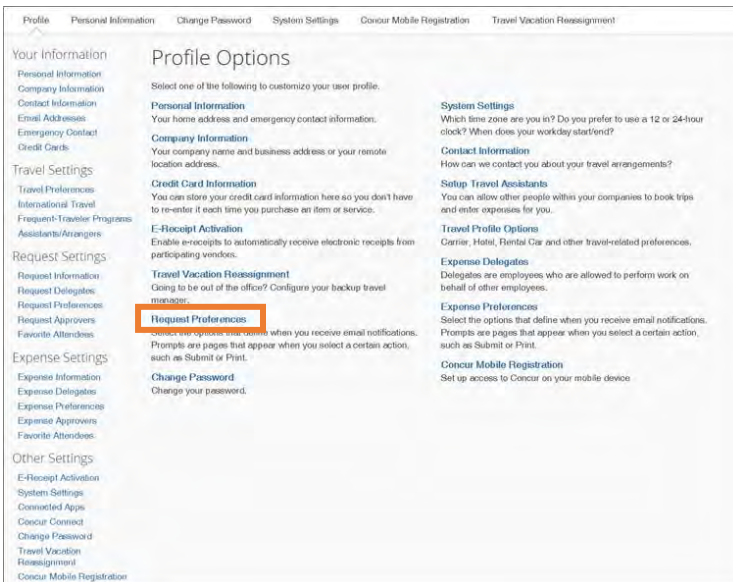 Profile Personal Information Change Password System Settings Concur Mobile Registration Travel Vacation Reassignment
Your Information
Personal Information
Company Information
Contact Information
Email Addresses
Emergency Contact
Credit Cards
Travel Settings
Travel Preferences
International Travel
Frequent-Traveler Programs
Assistants/Arrangers
Request Settings
Request Information
Request Delegates
Request Preferences
Request Approvers
Favorite Attendees
Expense Settings
Expense Information
Expense Delegates
Expense Preferences
Expense Approvers
Favorite Attendees
Other Settings
E-Receipt Activation
System Settings
Connected Apps
Concur Connect
Change Password
Travel Vacation
Reassignment
Concur Mobile Registration
Profile Options
Select one of the following to customize your user profile.
Personal Information
Your home address and emergency contact information.
Company Information
Your company name and business address or your remote
location address.
Credit Card Information
You can store your credit card information here so you don't have
to re-enter it each time you purchase an item or service.
E-Receipt Activation
Enable e-receipts to automatically receive electronic receipts from
participating vendors.
Travel Vacation Reassignment
Going to be out of the office? Configure your backup travel
manager.
Request Preferences
Select the options that define when you receive email notifications.
Prompts are pages that appear when you select a certain action,
such as Submit or Print.
Change Password
Change your password.
System Settings
Which time zone are you in? Do you prefer to use a 12 or 24-hour
clock? When does your workday start/end?
Contact Information
How can we contact you about your travel arrangements?
Setup Travel Assistants
You can allow other people within your companies to book trips
and enter expenses for you.
Travel Profile Options
Carrier, Hotel, Rental Car and other travel-related preferences.
Expense Delegates
Delegates are employees who are allowed to perform work on
behalf of other employees.
Expense Preferences
Select the options that define when you receive email notifications.
Prompts are pages that appear when you select a certain action,
such as Submit or Print.
Concur Mobile Registration
Set up access to Concur on your mobile device